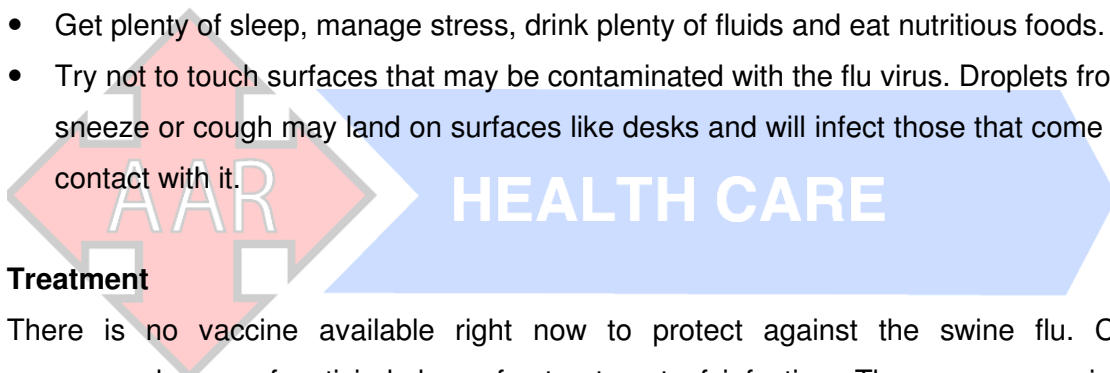 • Get plenty of sleep, manage stress, drink plenty of fluids and eat nutritious foods.
• Try not to touch surfaces that may be contaminated with the flu virus. Droplets fro
sneeze or cough may land on surfaces like desks and will infect those that come
contact with it.
AAR
HEALTH CARE
Treatment
There is no vaccine available right now to protect against the swine flu. C